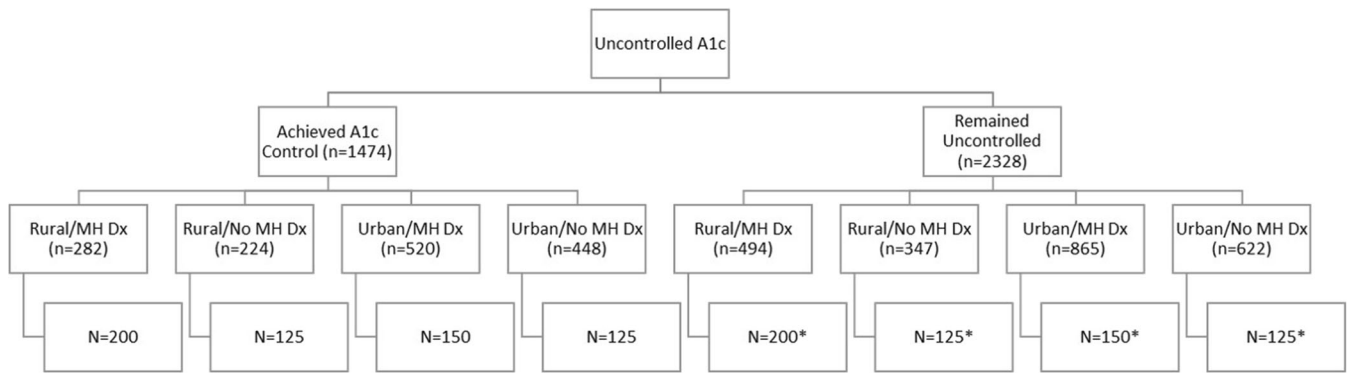 Uncontrolled A1c
Achieved A1c
Control (n=1474)
Remained
Uncontrolled
(n=2328)
Rural/MH Dx
(n=282)
Rural/No MH Dx
(n=224)
Urban/MH Dx
(n=520)
Urban/No MH Dx
(n=448)
Rural/MH Dx
(n=494)
Rural/No MH Dx
(n=347)
Urban/MH Dx
(n=865)
Urban/No MH Dx
(n=622)
N=200
N=125
N=150
N=125
N=200*
N=125*
N=150*
N=125*